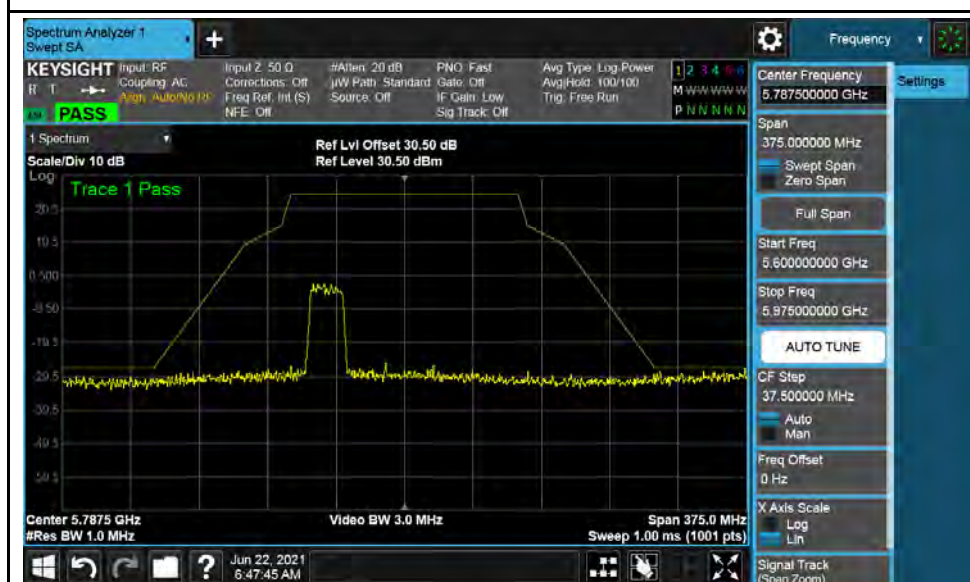 Spectrum Analyzer 1
Swept SA
+
Frequency
KEYSIGHT
R T
PASS
Input: RF
Coupling: AC
Align: Auto/No RF
Input Z: 50 Ω
Corrections: Off
Freq Ref: Int (S)
NFE: Off
#Atten: 20 dB
µW Path: Standard
Source: Off
PNO: Fast
Gate: Off
IF Gain: Low
Sig Track: Off
Avg Type: Log-Power
Avg|Hold: 100/100
Trig: Free Run
1 2 3 4 5 6
M W W W W W
P N N N N N
1 Spectrum
Scale/Div 10 dB
Ref Lvl Offset 30.50 dB
Ref Level 30.50 dBm
Log
Trace 1 Pass
20.5
10.5
0.500
-9.50
-19.5
-29.5
-39.5
-49.5
-59.5
Center 5.7875 GHz
#Res BW 1.0 MHz
Video BW 3.0 MHz
Span 375.0 MHz
Sweep 1.00 ms (1001 pts)
?
Jun 22, 2021
6:47:45 AM
Center Frequency
5.787500000 GHz
Span
375.000000 MHz
Swept Span
Zero Span
Full Span
Start Freq
5.600000000 GHz
Stop Freq
5.975000000 GHz
AUTO TUNE
CF Step
37.500000 MHz
Auto
Man
Freq Offset
0 Hz
X Axis Scale
Log
Lin
Signal Track
(Span Zoom)
Settings